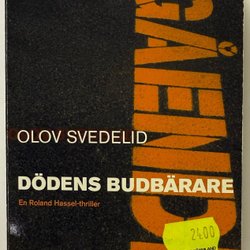 OLOV SVEDELID
DÖDENS BUDBÄRARE
En Roland Hassel-thriller
24.00